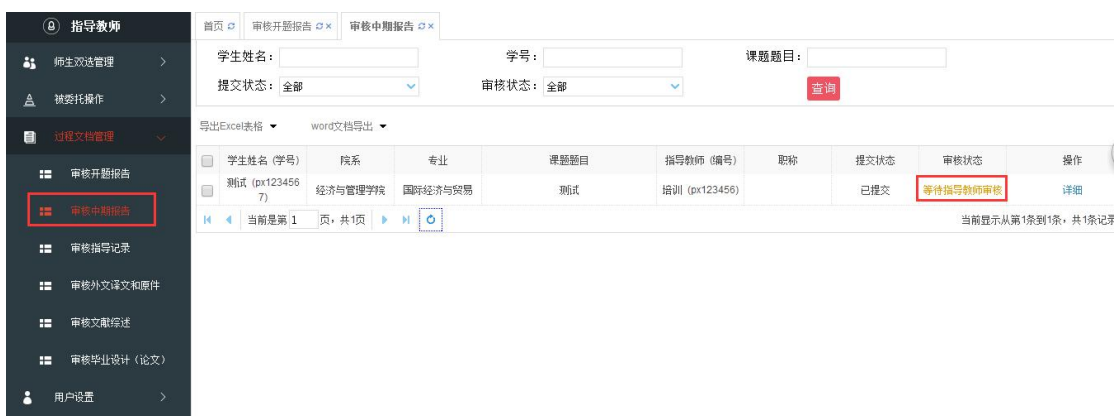 指导教师
师生双选管理
被委托操作
过程文档管理
审核开题报告
审核中期报告
审核指导记录
审核外文译文和原件
审核文献综述
审核毕业设计（论文）
用户设置
首页 审核开题报告 审核中期报告
学生姓名： 学号： 课题题目：
提交状态： 全部 审核状态： 全部 查询
导出Excel表格 word文档导出
学生姓名（学号） 院系 专业 课题题目 指导教师（编号） 职称 提交状态 审核状态 操作
测试（px123456
7） 经济与管理学院 国际经济与贸易 测试 培训（px123456） 已提交 等待指导教师审核 详细
当前是第 1 页，共1页 当前显示从第1条到1条，共1条记录